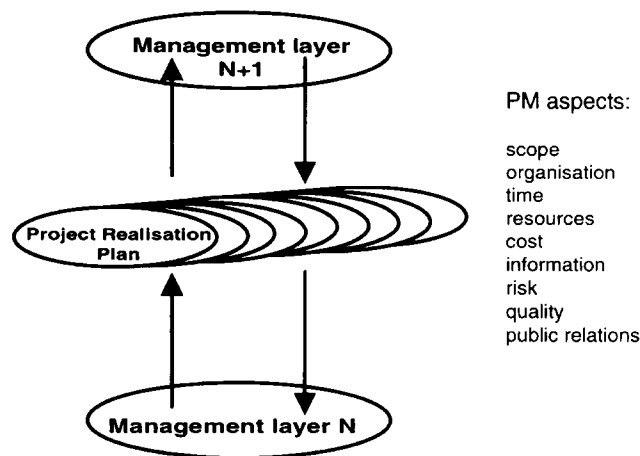 Management layer
N+1
PM aspects:
scope
organisation
time
resources
cost
information
risk
quality
public relations
Project Realisation
Plan
Management layer N